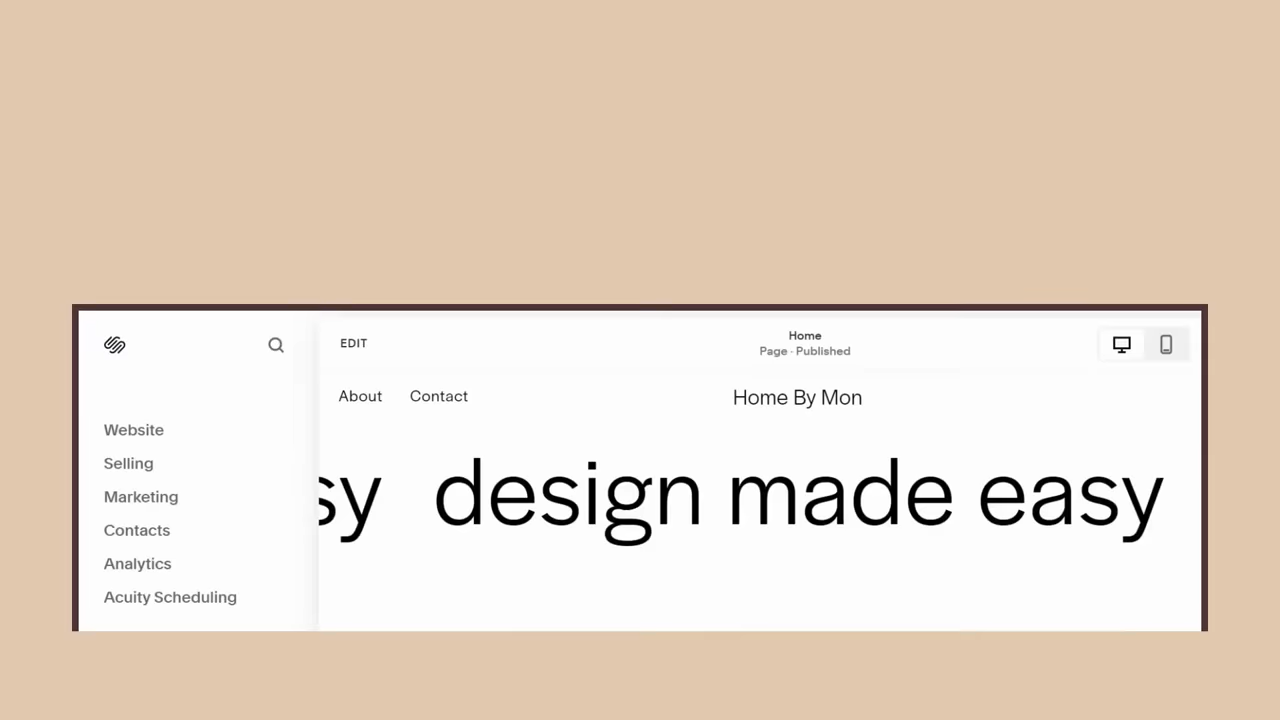 EDIT
Home
Page · Published
About Contact
Home By Mon
Website
Selling
Marketing
Contacts
Analytics
Acuity Scheduling
sy design made easy